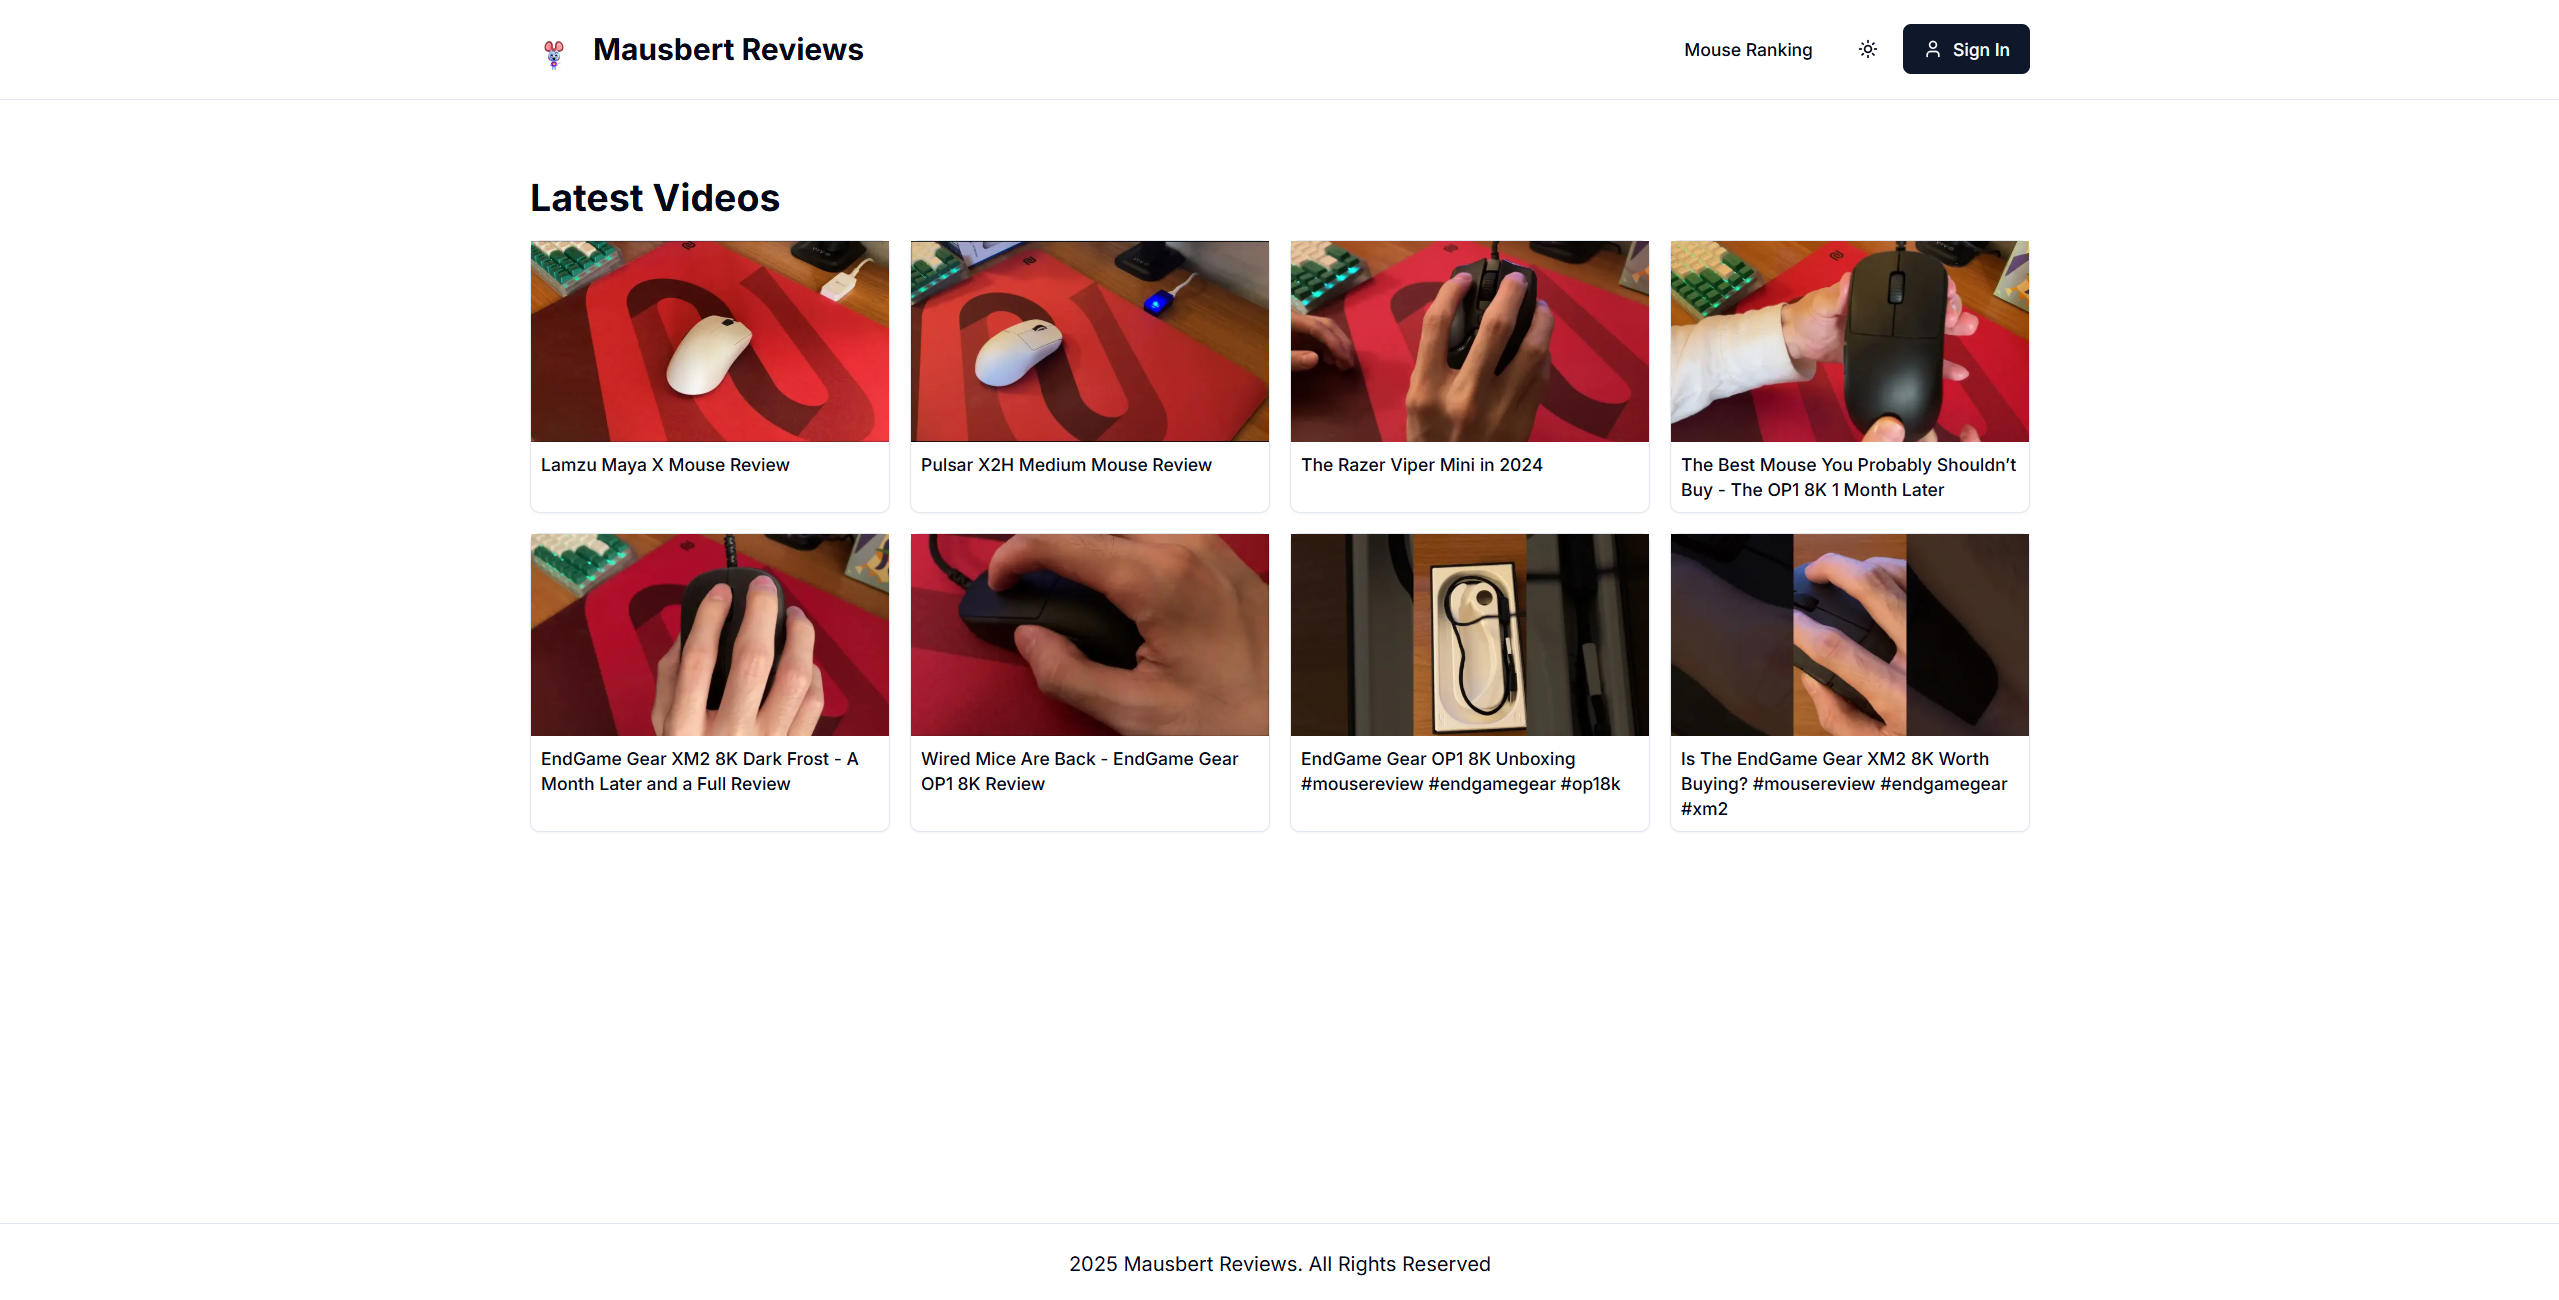 Mausbert Reviews
Mouse Ranking
Sign In
Latest Videos
Lamzu Maya X Mouse Review
Pulsar X2H Medium Mouse Review
The Razer Viper Mini in 2024
The Best Mouse You Probably Shouldn’t
Buy - The OP1 8K 1 Month Later
EndGame Gear XM2 8K Dark Frost - A
Month Later and a Full Review
Wired Mice Are Back - EndGame Gear
OP1 8K Review
EndGame Gear OP1 8K Unboxing
#mousereview #endgamegear #op18k
Is The EndGame Gear XM2 8K Worth
Buying? #mousereview #endgamegear
#xm2
2025 Mausbert Reviews. All Rights Reserved